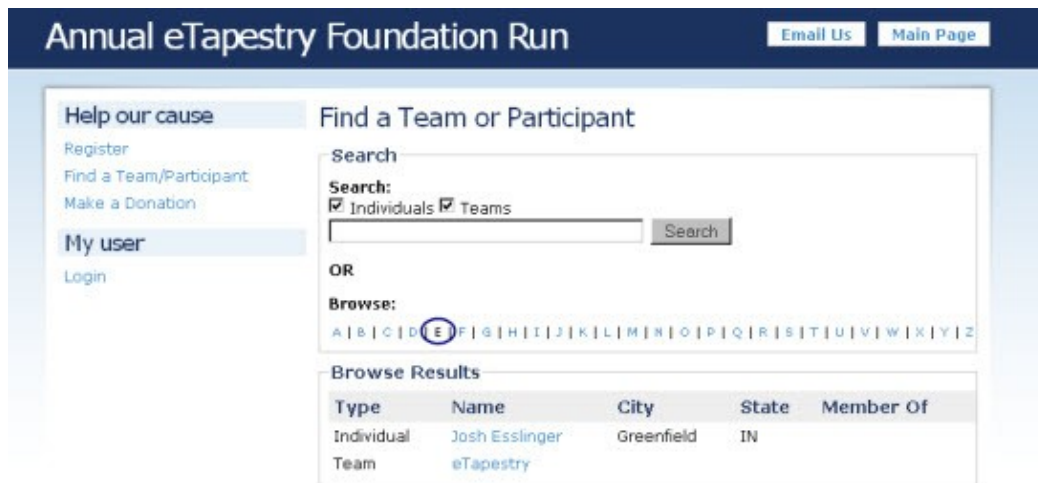 Annual eTapestry Foundation Run
Email Us Main Page
Help our cause
Register
Find a Team/Participant
Make a Donation
My user
Login
Find a Team or Participant
Search
Search:
Individuals Teams
Search
OR
Browse:
A | B | C | D | E | F | G | H | I | J | K | L | M | N | O | P | Q | R | S | T | U | V | W | X | Y | Z
Browse Results
Type Name City State Member Of
Individual Josh Esslinger Greenfield IN
Team eTapestry